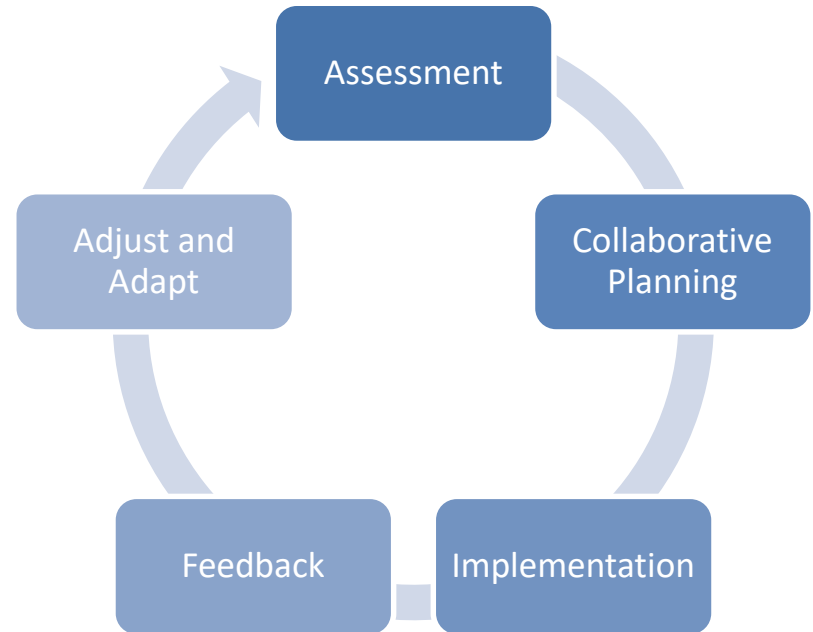 Assessment
Collaborative
Planning
Implementation
Feedback
Adjust and
Adapt